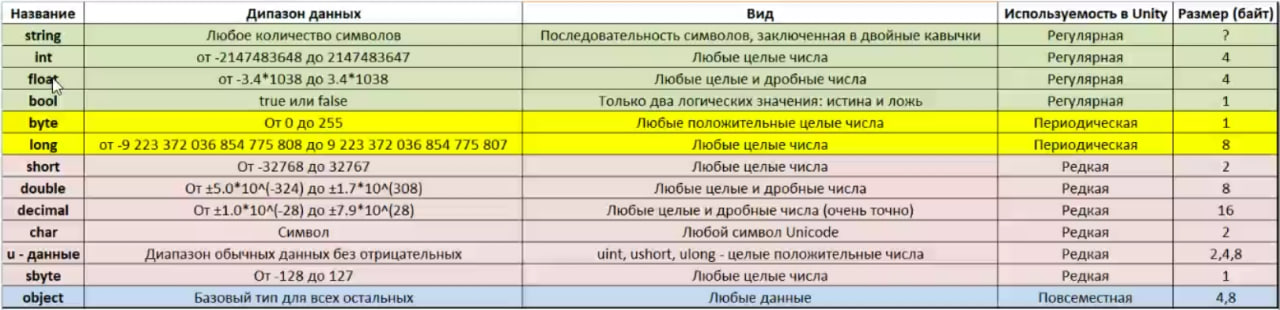 Название Дипазон данных Вид Используемость в Unity Размер (байт)
string Любое количество символов Последовательность символов, заключенная в двойные кавычки Регулярная ?
int от -2147483648 до 2147483647 Любые целые числа Регулярная 4
float от -3.4*1038 до 3.4*1038 Любые целые и дробные числа Регулярная 4
bool true или false Только два логических значения: истина и ложь Регулярная 1
byte От 0 до 255 Любые положительные целые числа Периодическая 1
long от -9 223 372 036 854 775 808 до 9 223 372 036 854 775 807 Любые целые числа Периодическая 8
short От -32768 до 32767 Любые целые числа Редкая 2
double От ±5.0*10^(-324) до ±1.7*10^(308) Любые целые и дробные числа Редкая 8
decimal От ±1.0*10^(-28) до ±7.9*10^(28) Любые целые и дробные числа (очень точно) Редкая 16
char Символ Любой символ Unicode Редкая 2
u - данные Диапазон обычных данных без отрицательных uint, ushort, ulong - целые положительные числа Редкая 2,4,8
sbyte От -128 до 127 Любые целые числа Редкая 1
object Базовый тип для всех остальных Любые данные Повсеместная 4,8